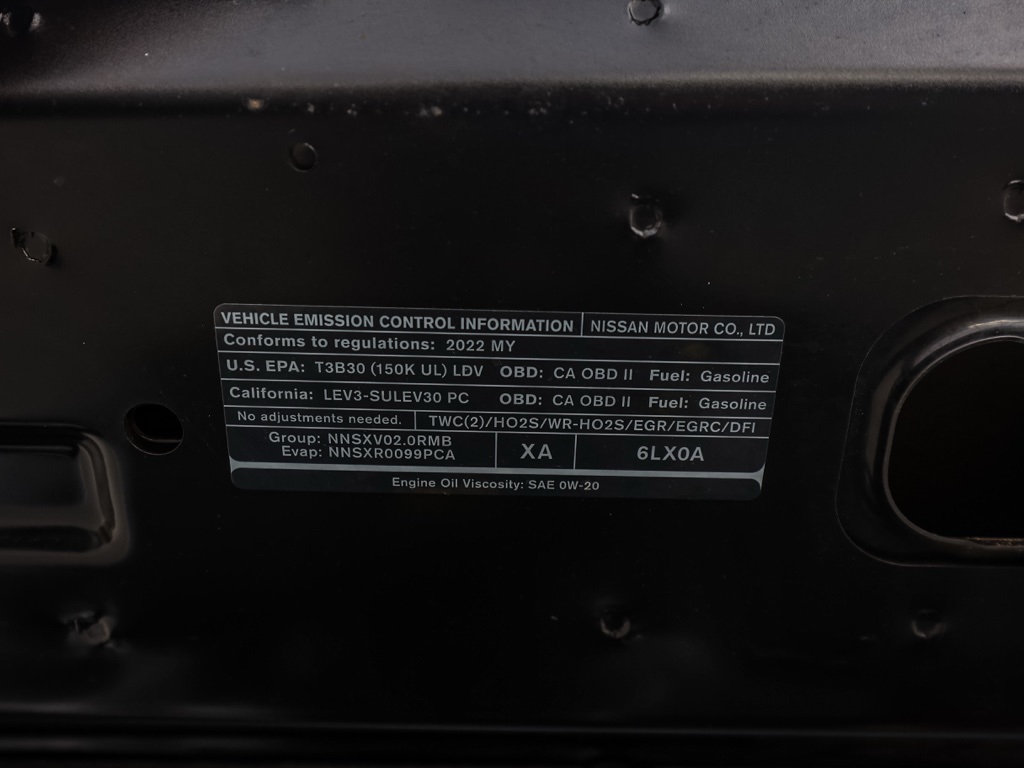 VEHICLE EMISSION CONTROL INFORMATION NISSAN MOTOR CO., LTD
Conforms to regulations: 2022 MY
U.S. EPA: T3B30 (150K UL) LDV OBD: CA OBD II Fuel: Gasoline
California: LEV3-SULEV30 PC OBD: CA OBD II Fuel: Gasoline
No adjustments needed. TWC(2)/HO2S/WR-HO2S/EGR/EGRC/DFI
Group: NNSXV02.0RMB
Evap: NNSXR0099PCA
XA 6LX0A
Engine Oil Viscosity: SAE 0W-20